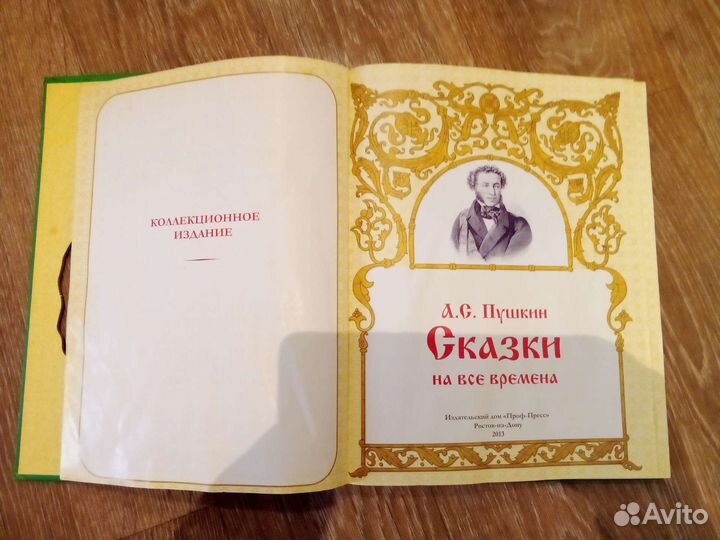 КОЛЛЕКЦИОННОЕ
ИЗДАНИЕ
А.С. Пушкин
Сказки
на все времена
Издательский дом «Проф-Пресс»
Ростов-на-Дону
2013
Avito